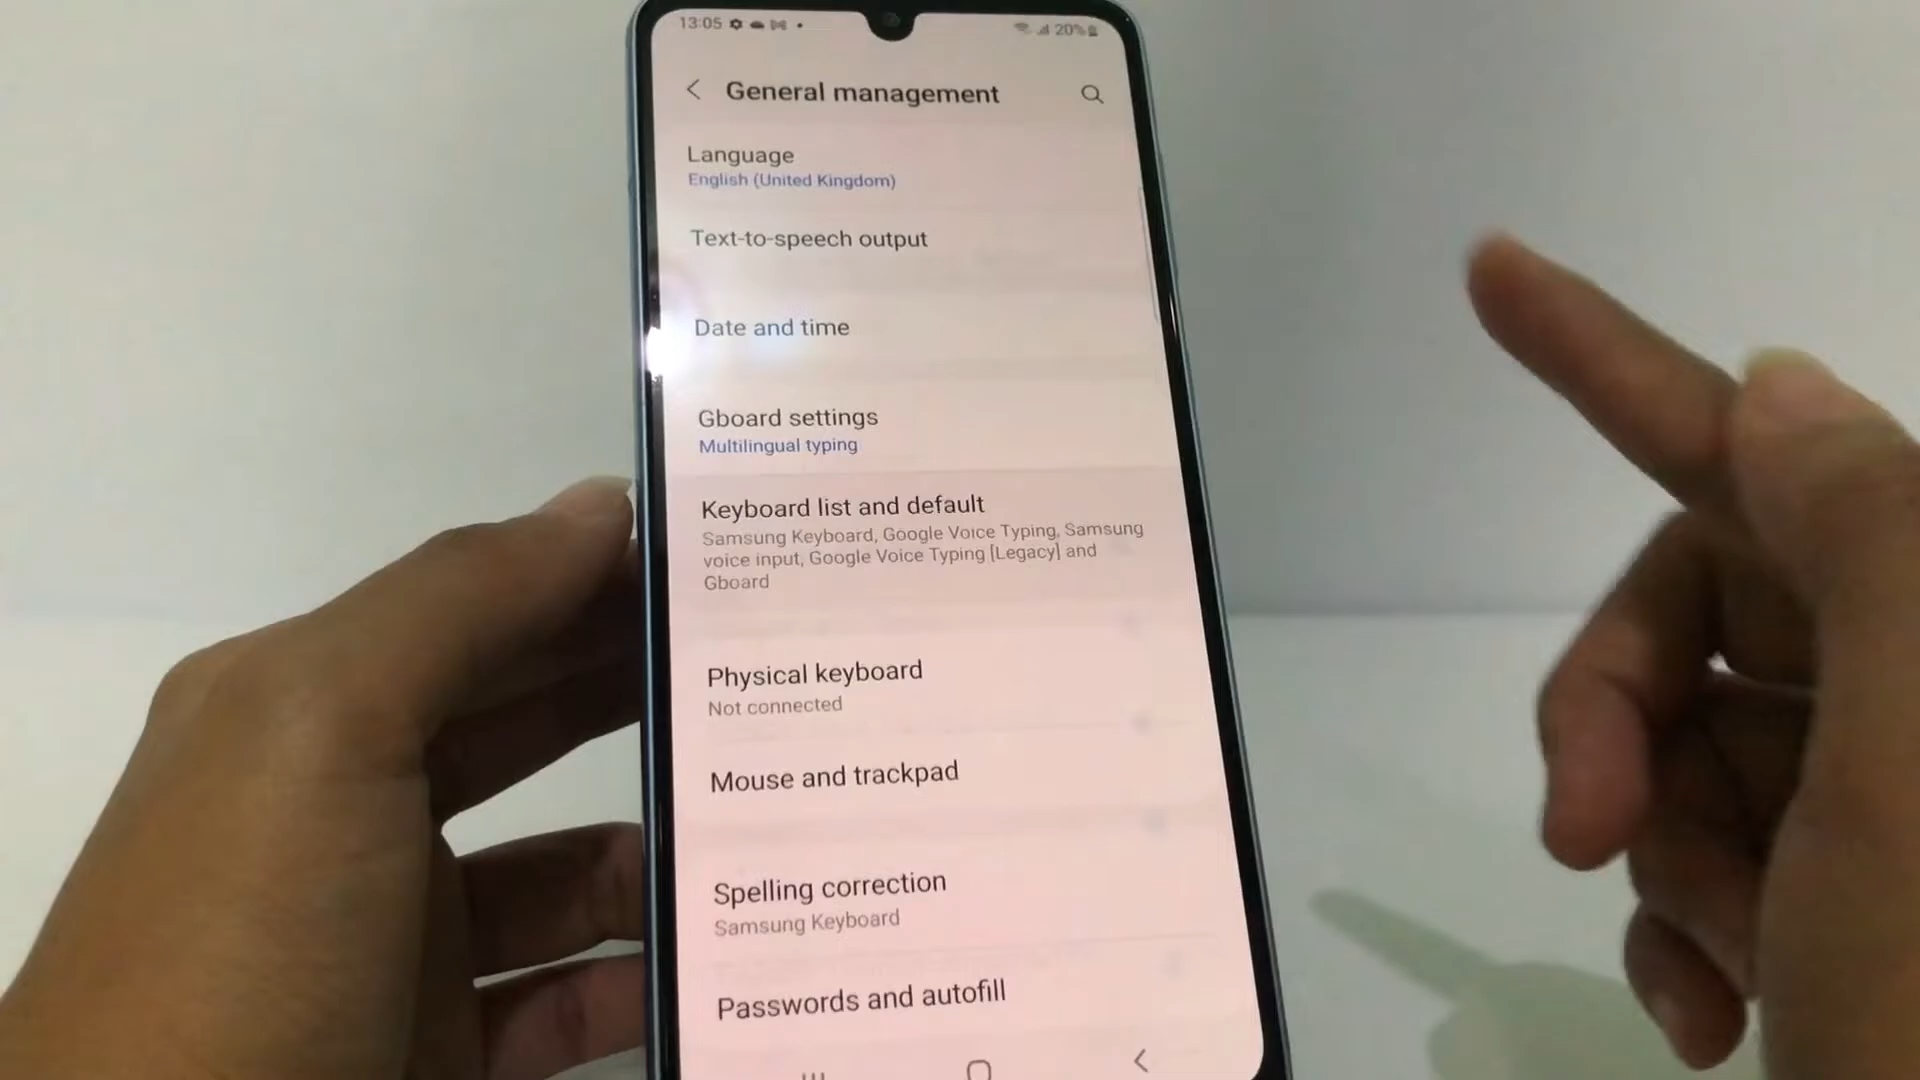 13:05
20%
General management
Language
English (United Kingdom)
Text-to-speech output
Date and time
Gboard settings
Multilingual typing
Keyboard list and default
Samsung Keyboard, Google Voice Typing, Samsung
voice input, Google Voice Typing [Legacy] and
Gboard
Physical keyboard
Not connected
Mouse and trackpad
Spelling correction
Samsung Keyboard
Passwords and autofill